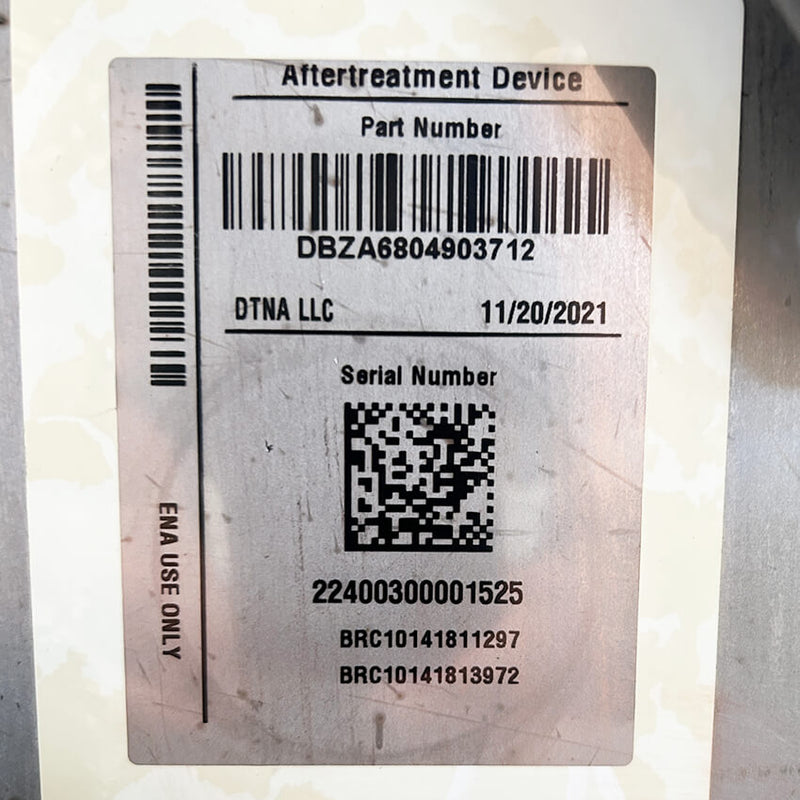 Aftertreatment Device
Part Number
DBZA6804903712
DTNA LLC 11/20/2021
Serial Number
22400300001525
BRC10141811297
BRC10141813972
ENA USE ONLY